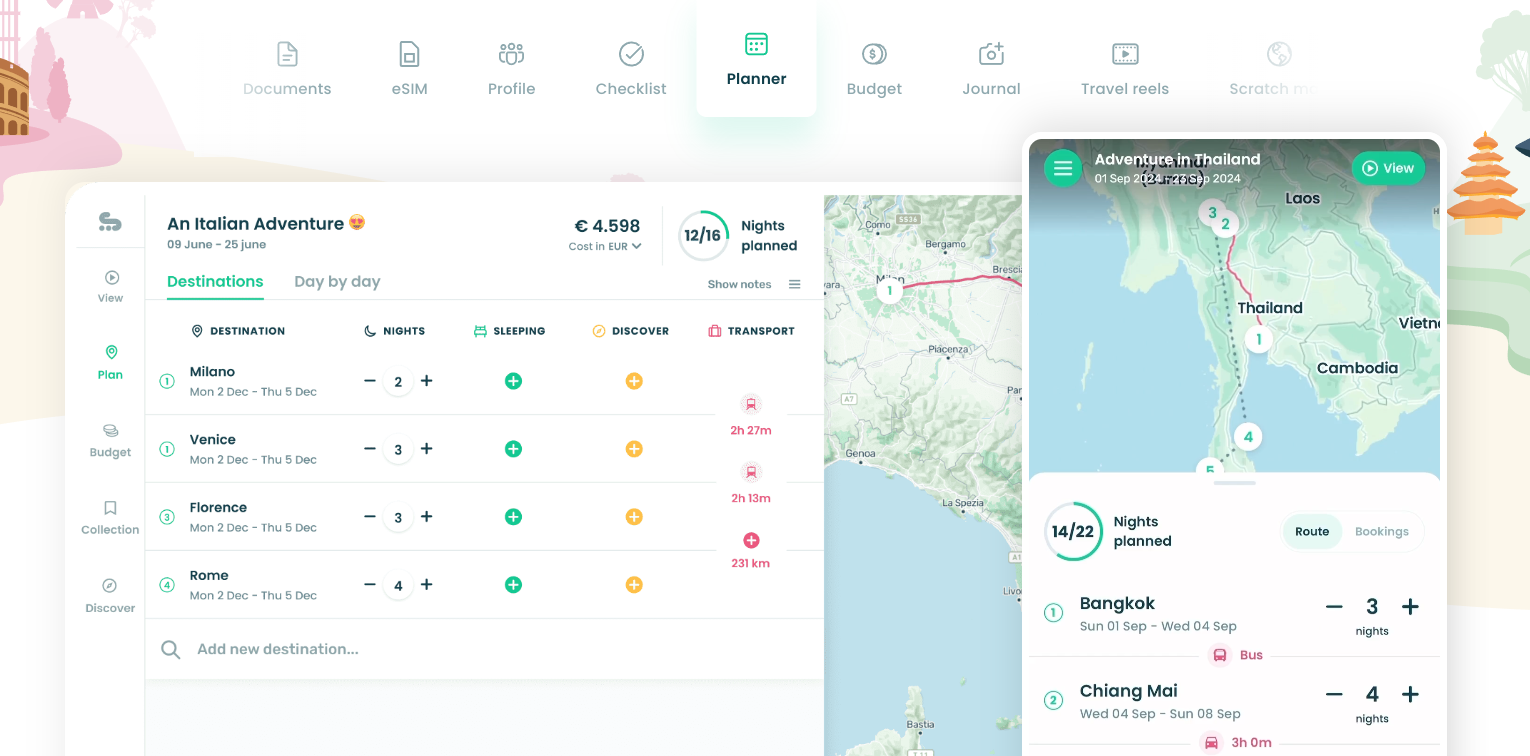 Documents
eSIM
Profile
Checklist
Planner
Budget
Journal
Travel reels
Scratch
An Italian Adventure 😍
09 June - 25 june
€ 4.598
Cost in EUR
12/16
Nights
planned
Destinations
Day by day
Show notes
View
Plan
Budget
Collection
Discover
DESTINATION
NIGHTS
SLEEPING
DISCOVER
TRANSPORT
1
Milano
Mon 2 Dec - Thu 5 Dec
− 2 +
2h 27m
1
Venice
Mon 2 Dec - Thu 5 Dec
− 3 +
2h 13m
3
Florence
Mon 2 Dec - Thu 5 Dec
− 3 +
231 km
4
Rome
Mon 2 Dec - Thu 5 Dec
− 4 +
Add new destination...
SS36
Como
Bergamo
Milan
Brescia
1
Piacenza
A7
Genoa
La Spezia
A1
Bastia
T11
Adventure in Thailand
01 Sep 2024 - 23 Sep 2024
View
Myanmar
(Burma)
Laos
3
2
Thailand
1
Cambodia
4
5
14/22
Nights
planned
Route
Bookings
1
Bangkok
Sun 01 Sep - Wed 04 Sep
− 3 +
nights
Bus
2
Chiang Mai
Wed 04 Sep - Sun 08 Sep
− 4 +
nights
3h 0m